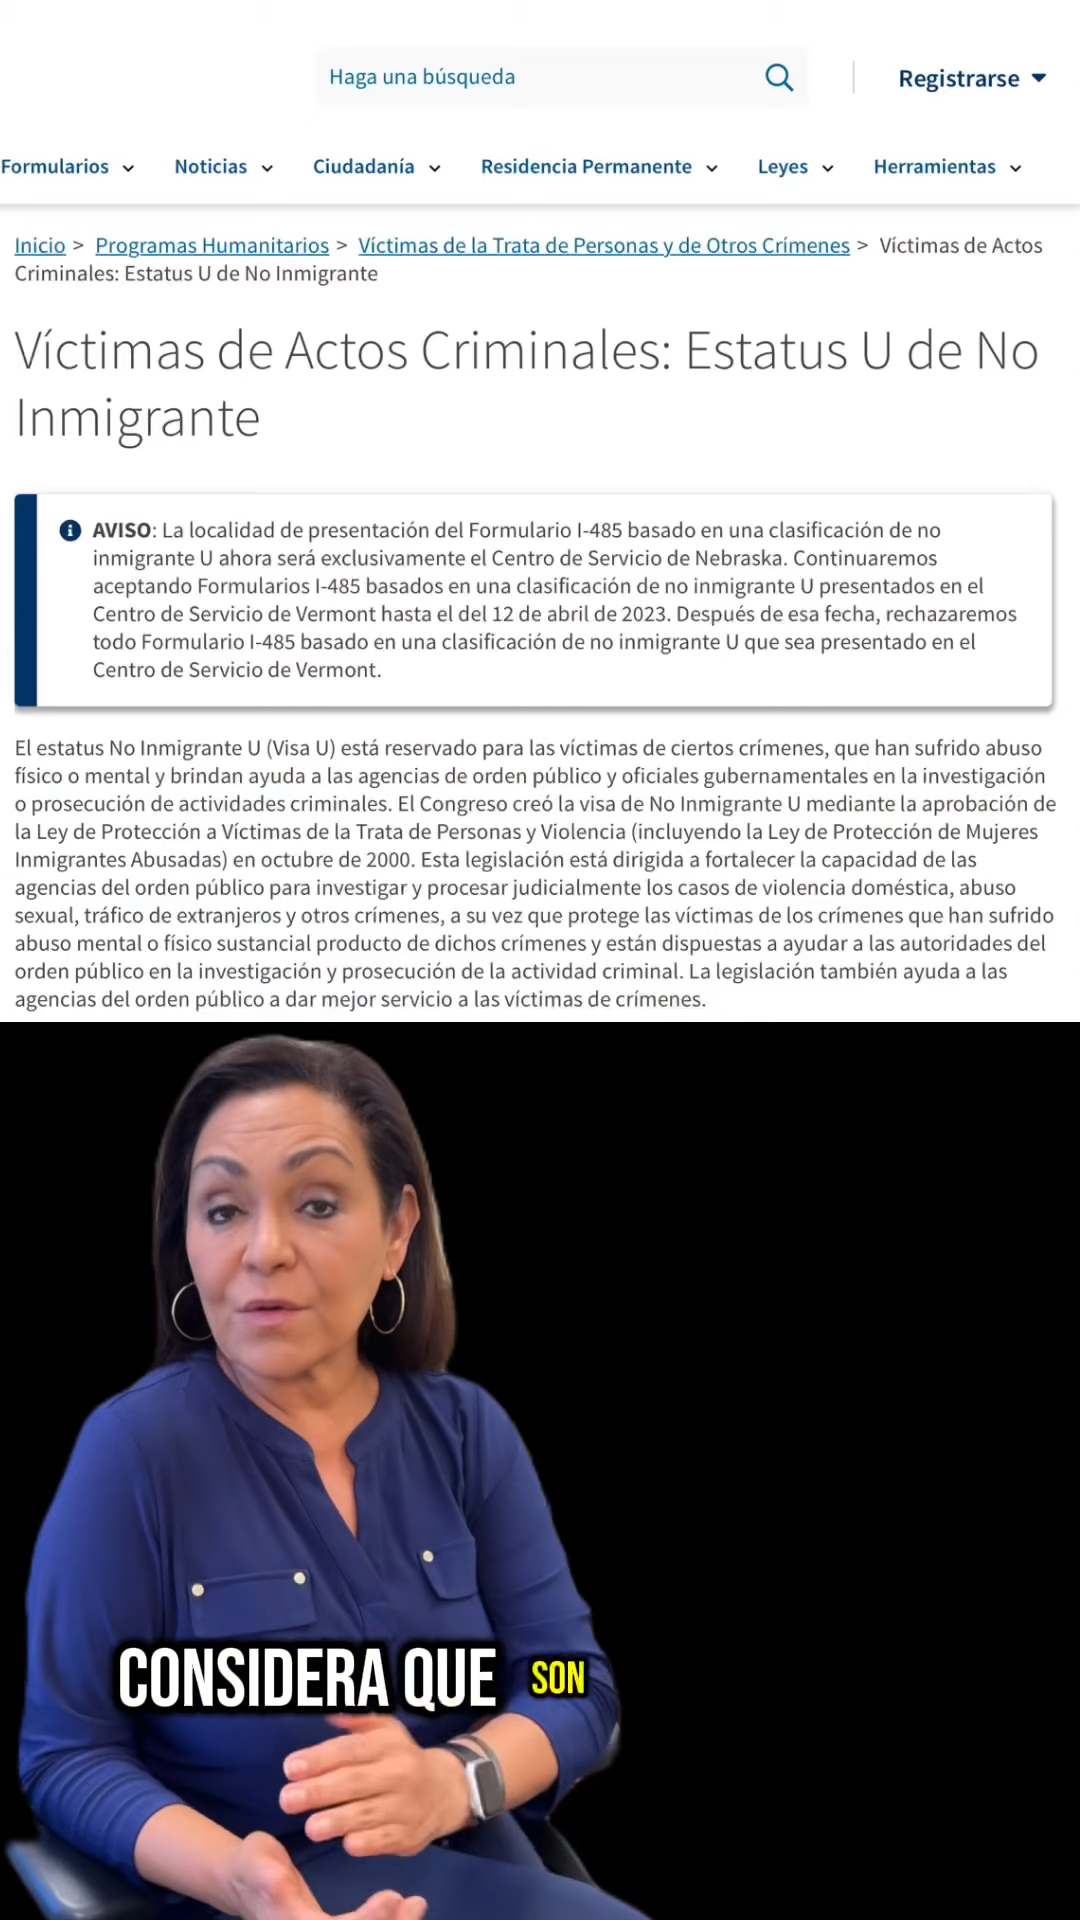 Haga una búsqueda
Registrarse
Formularios
Noticias
Ciudadanía
Residencia Permanente
Leyes
Herramientas
Inicio > Programas Humanitarios > Víctimas de la Trata de Personas y de Otros Crímenes > Víctimas de Actos
Criminales: Estatus U de No Inmigrante
Víctimas de Actos Criminales: Estatus U de No
Inmigrante
AVISO: La localidad de presentación del Formulario I-485 basado en una clasificación de no
inmigrante U ahora será exclusivamente el Centro de Servicio de Nebraska. Continuaremos
aceptando Formularios I-485 basados en una clasificación de no inmigrante U presentados en el
Centro de Servicio de Vermont hasta el del 12 de abril de 2023. Después de esa fecha, rechazaremos
todo Formulario I-485 basado en una clasificación de no inmigrante U que sea presentado en el
Centro de Servicio de Vermont.
El estatus No Inmigrante U (Visa U) está reservado para las víctimas de ciertos crímenes, que han sufrido abuso
físico o mental y brindan ayuda a las agencias de orden público y oficiales gubernamentales en la investigación
o prosecución de actividades criminales. El Congreso creó la visa de No Inmigrante U mediante la aprobación de
la Ley de Protección a Víctimas de la Trata de Personas y Violencia (incluyendo la Ley de Protección de Mujeres
Inmigrantes Abusadas) en octubre de 2000. Esta legislación está dirigida a fortalecer la capacidad de las
agencias del orden público para investigar y procesar judicialmente los casos de violencia doméstica, abuso
sexual, tráfico de extranjeros y otros crímenes, a su vez que protege las víctimas de los crímenes que han sufrido
abuso mental o físico sustancial producto de dichos crímenes y están dispuestas a ayudar a las autoridades del
orden público en la investigación y prosecución de la actividad criminal. La legislación también ayuda a las
agencias del orden público a dar mejor servicio a las víctimas de crímenes.
CONSIDERA QUE SON